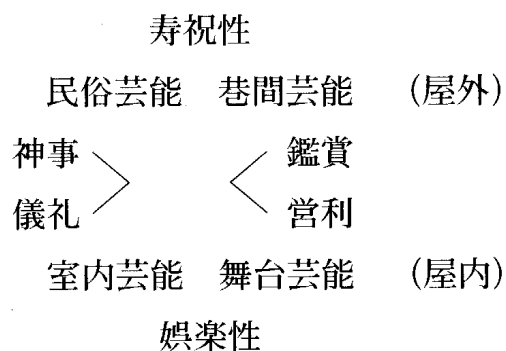 寿祝性
民俗芸能 巷間芸能 (屋外)
神事 鑑賞
儀礼 営利
室内芸能 舞台芸能 (屋内)
娯楽性